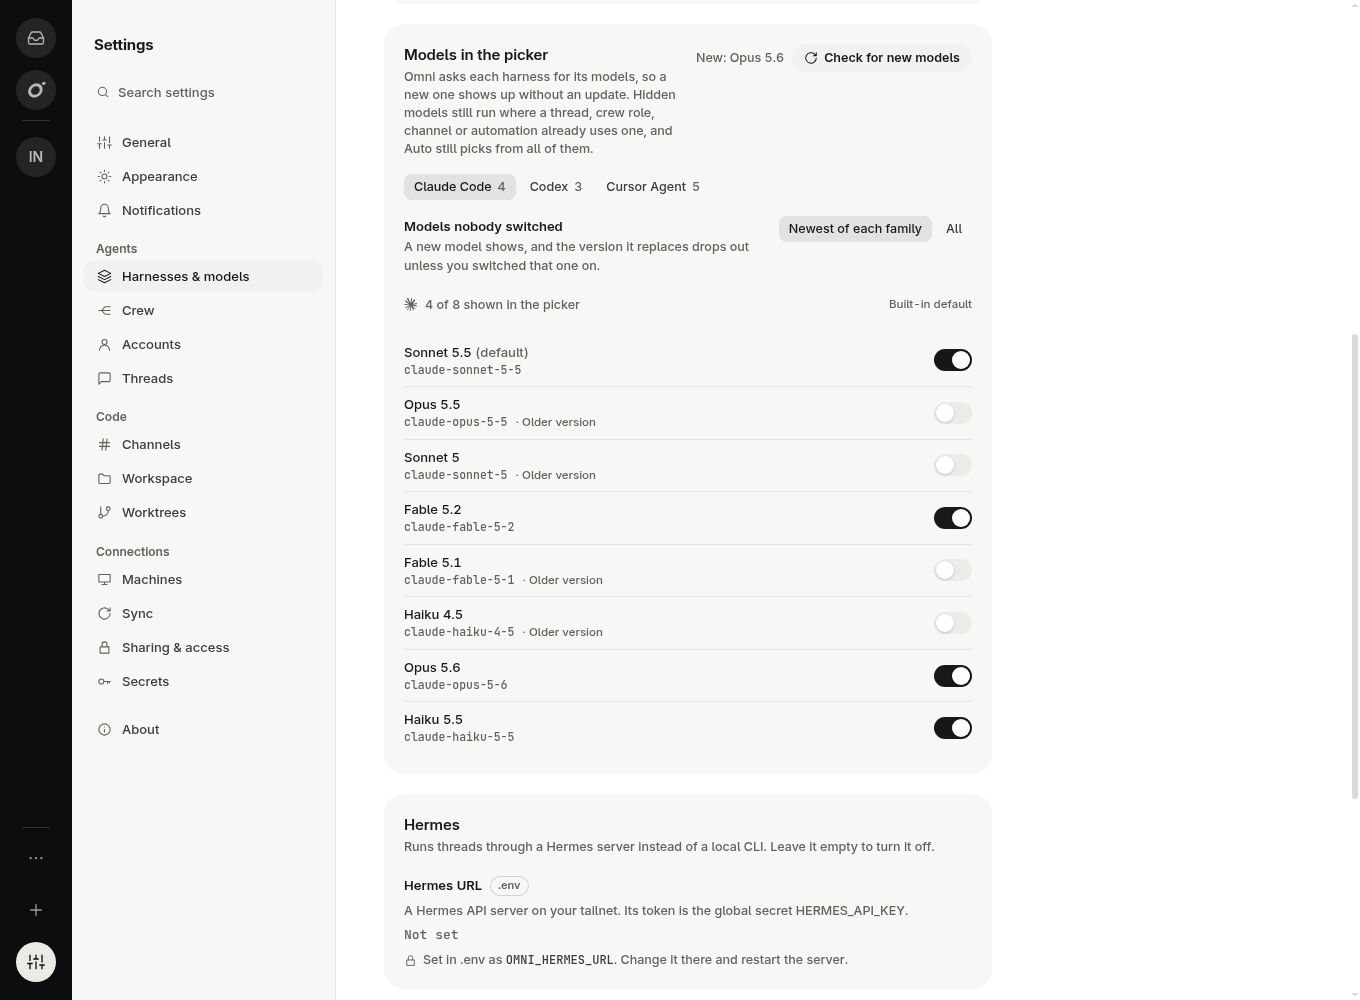 Settings
Search settings
General
Appearance
Notifications
Agents
Harnesses & models
Crew
Accounts
Threads
Code
Channels
Workspace
Worktrees
Connections
Machines
Sync
Sharing & access
Secrets
About
IN
Models in the picker
New: Opus 5.6
Check for new models
Omni asks each harness for its models, so a
new one shows up without an update. Hidden
models still run where a thread, crew role,
channel or automation already uses one, and
Auto still picks from all of them.
Claude Code 4 Codex 3 Cursor Agent 5
Models nobody switched
Newest of each family All
A new model shows, and the version it replaces drops out
unless you switched that one on.
4 of 8 shown in the picker
Built-in default
Sonnet 5.5 (default)
claude-sonnet-5-5
Opus 5.5
claude-opus-5-5 · Older version
Sonnet 5
claude-sonnet-5 · Older version
Fable 5.2
claude-fable-5-2
Fable 5.1
claude-fable-5-1 · Older version
Haiku 4.5
claude-haiku-4-5 · Older version
Opus 5.6
claude-opus-5-6
Haiku 5.5
claude-haiku-5-5
Hermes
Runs threads through a Hermes server instead of a local CLI. Leave it empty to turn it off.
Hermes URL .env
A Hermes API server on your tailnet. Its token is the global secret HERMES_API_KEY.
Not set
Set in .env as OMNI_HERMES_URL. Change it there and restart the server.